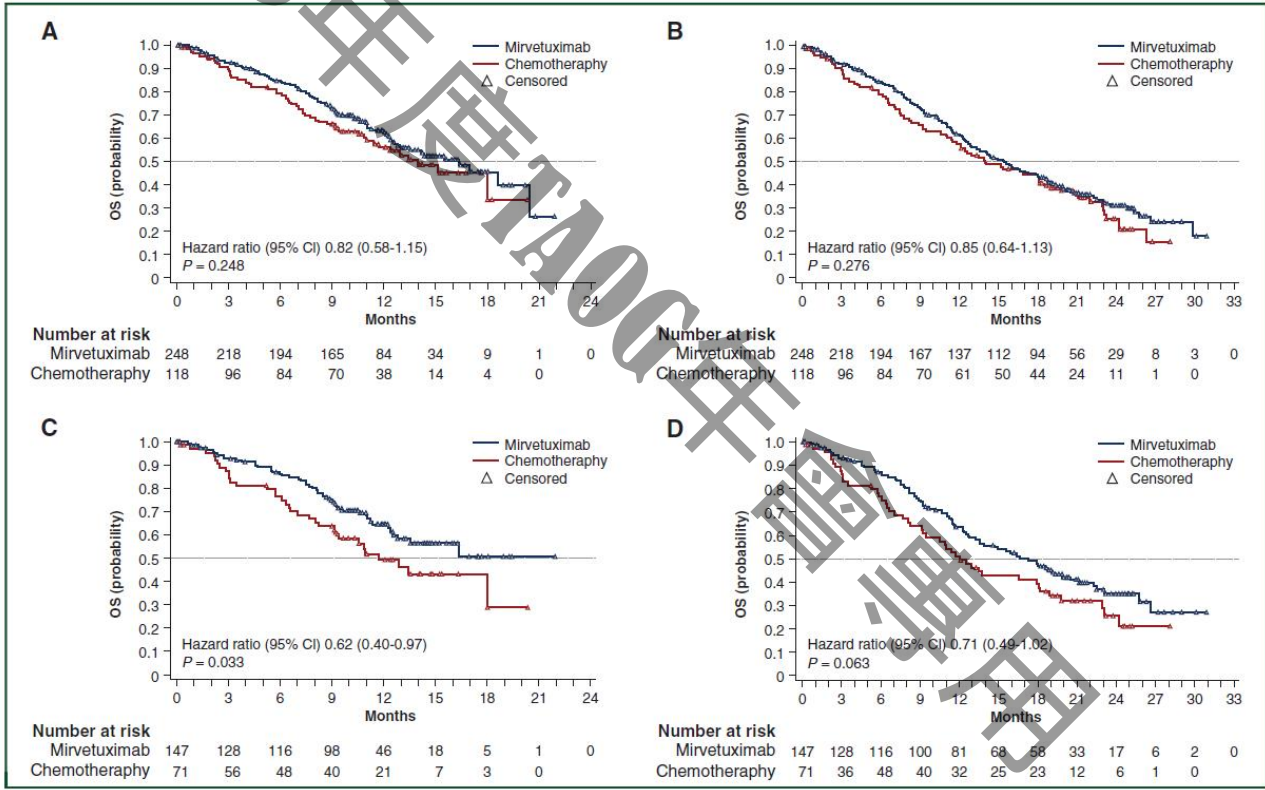 A
1.0
0.9
0.8
0.7
0.6
0.5
0.4
0.3
0.2
0.1
0
OS (probability)
Mirvetuximab
Chemotheraphy
Censored
Hazard ratio (95% CI) 0.82 (0.58-1.15)
P = 0.248
0 3 6 9 12 15 18 21 24
Months
Number at risk
Mirvetuximab 248 218 194 165 84 34 9 1 0
Chemotheraphy 118 96 84 70 38 14 4 0
B
1.0
0.9
0.8
0.7
0.6
0.5
0.4
0.3
0.2
0.1
0
OS (probability)
Mirvetuximab
Chemotheraphy
Censored
Hazard ratio (95% CI) 0.85 (0.64-1.13)
P = 0.276
0 3 6 9 12 15 18 21 24 27 30 33
Months
Number at risk
Mirvetuximab 248 218 194 167 137 112 94 56 29 8 3 0
Chemotheraphy 118 96 84 70 61 50 44 24 11 1 0
C
1.0
0.9
0.8
0.7
0.6
0.5
0.4
0.3
0.2
0.1
0
OS (probability)
Mirvetuximab
Chemotheraphy
Censored
Hazard ratio (95% CI) 0.62 (0.40-0.97)
P = 0.033
0 3 6 9 12 15 18 21 24
Months
Number at risk
Mirvetuximab 147 128 116 98 46 18 5 1 0
Chemotheraphy 71 56 48 40 21 7 3 0
D
1.0
0.9
0.8
0.7
0.6
0.5
0.4
0.3
0.2
0.1
0
OS (probability)
Mirvetuximab
Chemotheraphy
Censored
Hazard ratio (95% CI) 0.71 (0.49-1.02)
P = 0.063
0 3 6 9 12 15 18 21 24 27 30 33
Months
Number at risk
Mirvetuximab 147 128 116 100 81 68 58 33 17 6 2 0
Chemotheraphy 71 36 48 40 32 25 23 12 6 1 0
年度TAOG年會專用